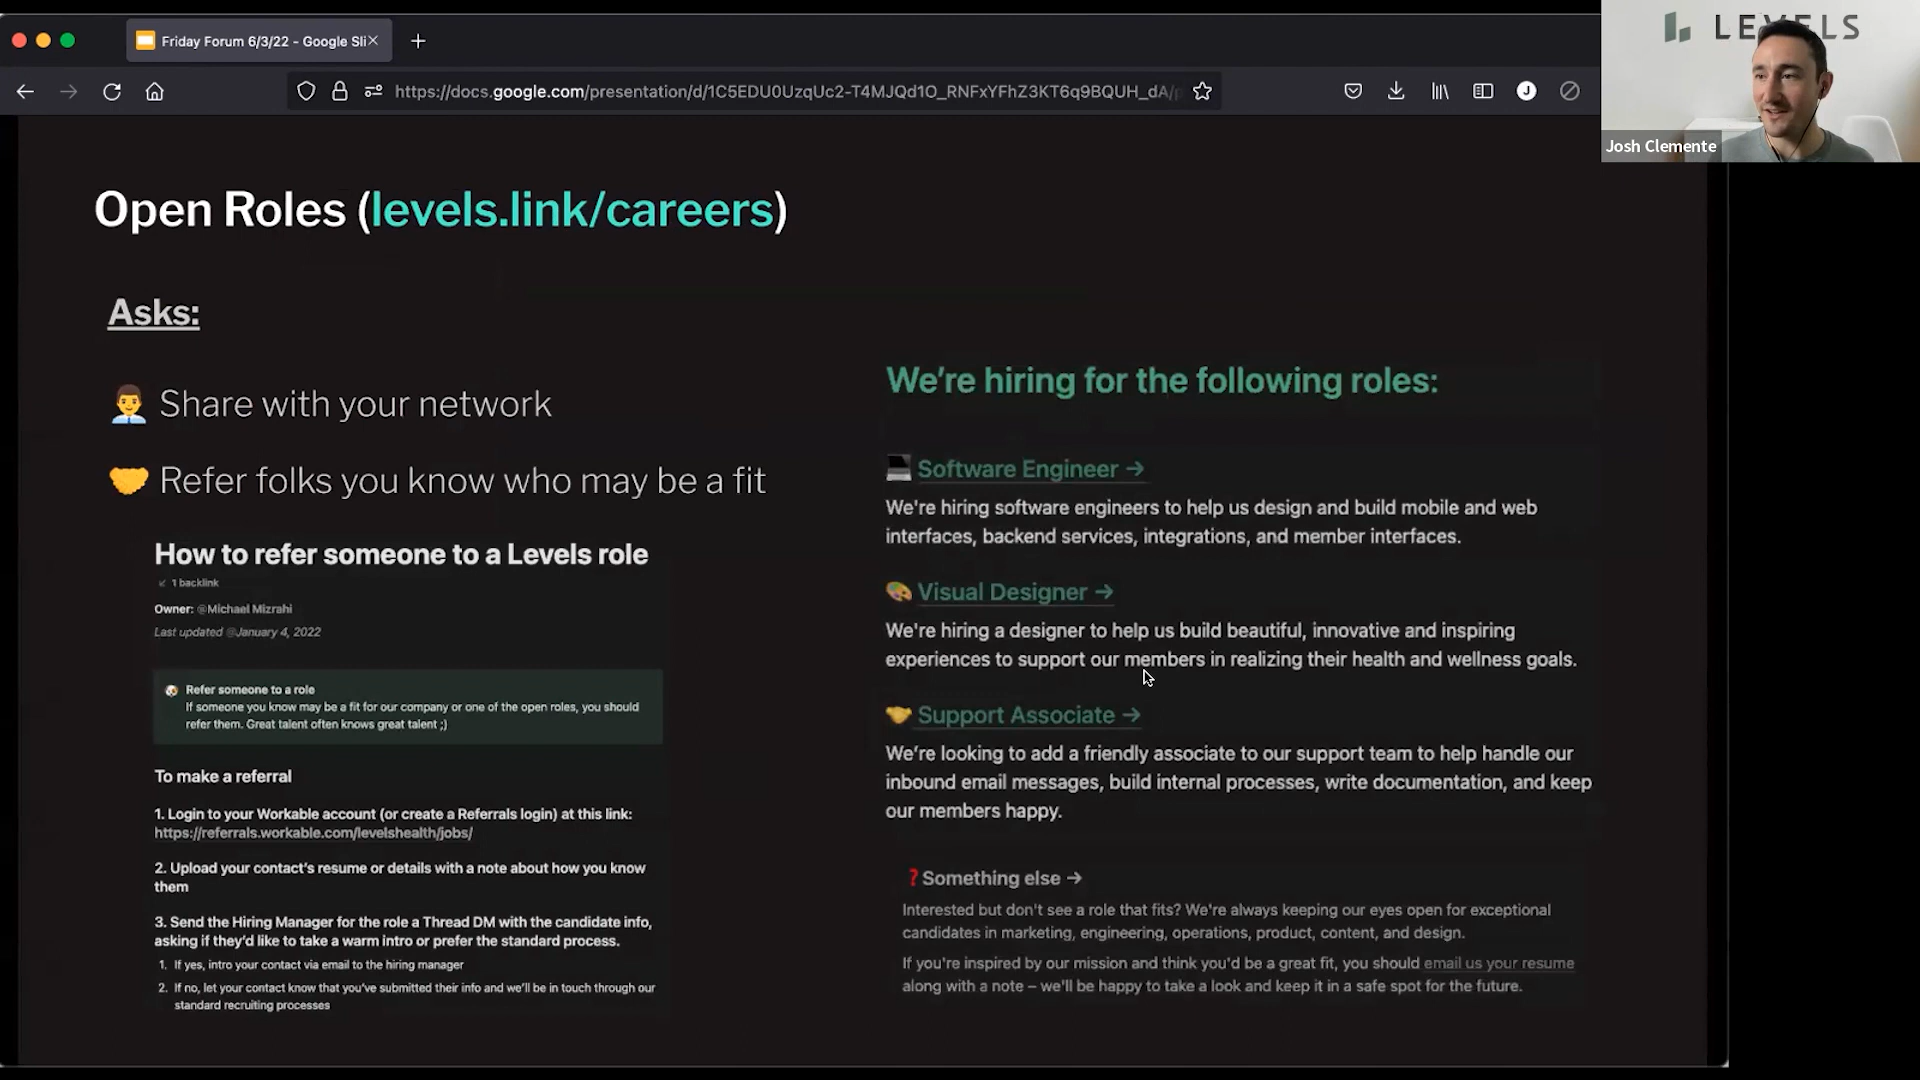 Friday Forum 6/3/22 - Google Sli
https://docs.google.com/presentation/d/1C5EDU0UzqUc2-T4MJQd1O_RNFxYFhZ3KT6q9BQUH_dA/
J
LEVELS
Josh Clemente
Open Roles (levels.link/careers)
Asks:
Share with your network
Refer folks you know who may be a fit
How to refer someone to a Levels role
1 backlink
Owner: @Michael Mizrahi
Last updated @January 4, 2022
Refer someone to a role
If someone you know may be a fit for our company or one of the open roles, you should
refer them. Great talent often knows great talent ;)
To make a referral
1. Login to your Workable account (or create a Referrals login) at this link:
https://referrals.workable.com/levelshealth/jobs/
2. Upload your contact's resume or details with a note about how you know
them
3. Send the Hiring Manager for the role a Thread DM with the candidate info,
asking if they'd like to take a warm intro or prefer the standard process.
1. If yes, intro your contact via email to the hiring manager
2. If no, let your contact know that you've submitted their info and we'll be in touch through our
standard recruiting processes
We're hiring for the following roles:
Software Engineer →
We're hiring software engineers to help us design and build mobile and web
interfaces, backend services, integrations, and member interfaces.
Visual Designer →
We're hiring a designer to help us build beautiful, innovative and inspiring
experiences to support our members in realizing their health and wellness goals.
Support Associate →
We're looking to add a friendly associate to our support team to help handle our
inbound email messages, build internal processes, write documentation, and keep
our members happy.
❓Something else →
Interested but don't see a role that fits? We're always keeping our eyes open for exceptional
candidates in marketing, engineering, operations, product, content, and design.
If you're inspired by our mission and think you'd be a great fit, you should email us your resume
along with a note – we'll be happy to take a look and keep it in a safe spot for the future.